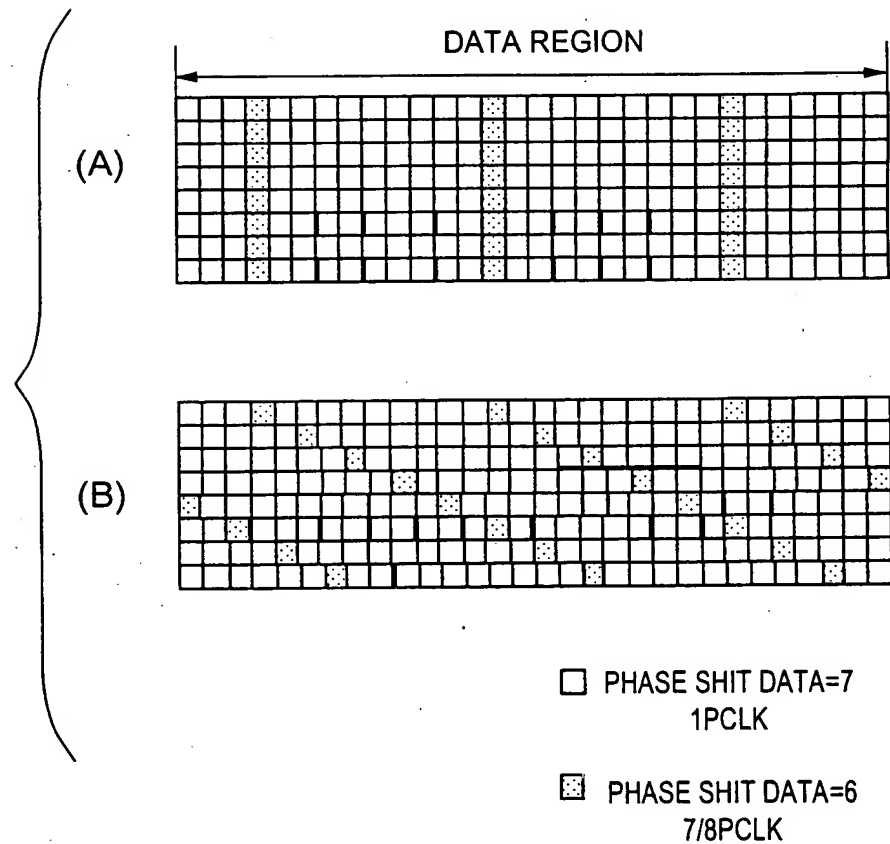 DATA REGION
(A)
(B)
PHASE SHIT DATA=7
1PCLK
PHASE SHIT DATA=6
7/8PCLK